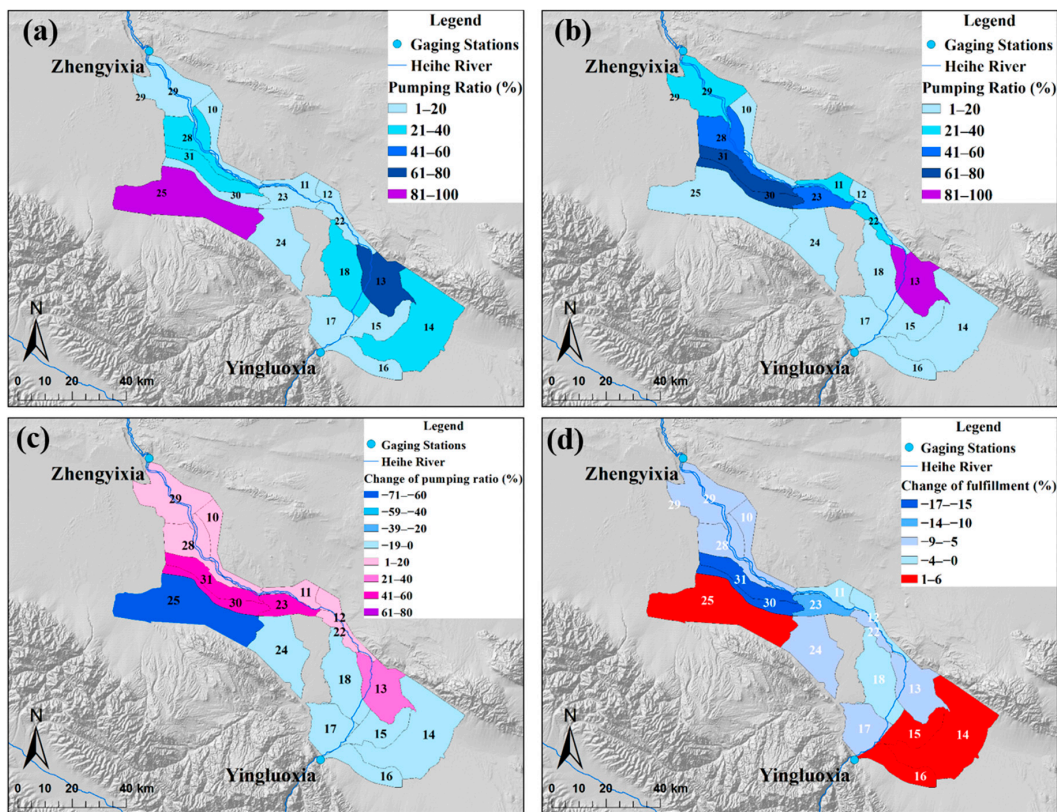 (a)
Legend
Gaging Stations
Heihe River
Pumping Ratio (%)
1–20
21–40
41–60
61–80
81–100
Zhengyixia
29
29
10
28
31
25
30
23
11
12
22
24
18
13
17
15
14
16
Yingluoxia
N
0 10 20 40 km
(b)
Legend
Gaging Stations
Heihe River
Pumping Ratio (%)
1–20
21–40
41–60
61–80
81–100
Zhengyixia
29
29
10
28
31
25
30
23
11
12
22
24
18
13
17
15
14
16
Yingluoxia
N
0 10 20 40 km
(c)
Legend
Gaging Stations
Heihe River
Change of pumping ratio (%)
−71–−60
−59–−40
−39–−20
−19–0
1–20
21–40
41–60
61–80
Zhengyixia
29
10
28
31
25
30
23
11
12
22
24
18
13
17
15
14
16
Yingluoxia
N
0 10 20 40 km
(d)
Legend
Gaging Stations
Heihe River
Change of fulfillment (%)
−17–−15
−14–−10
−9–−5
−4–−0
1–6
Zhengyixia
29
29
10
28
31
25
30
23
11
12
22
24
18
13
17
15
14
16
Yingluoxia
N
0 10 20 40 km